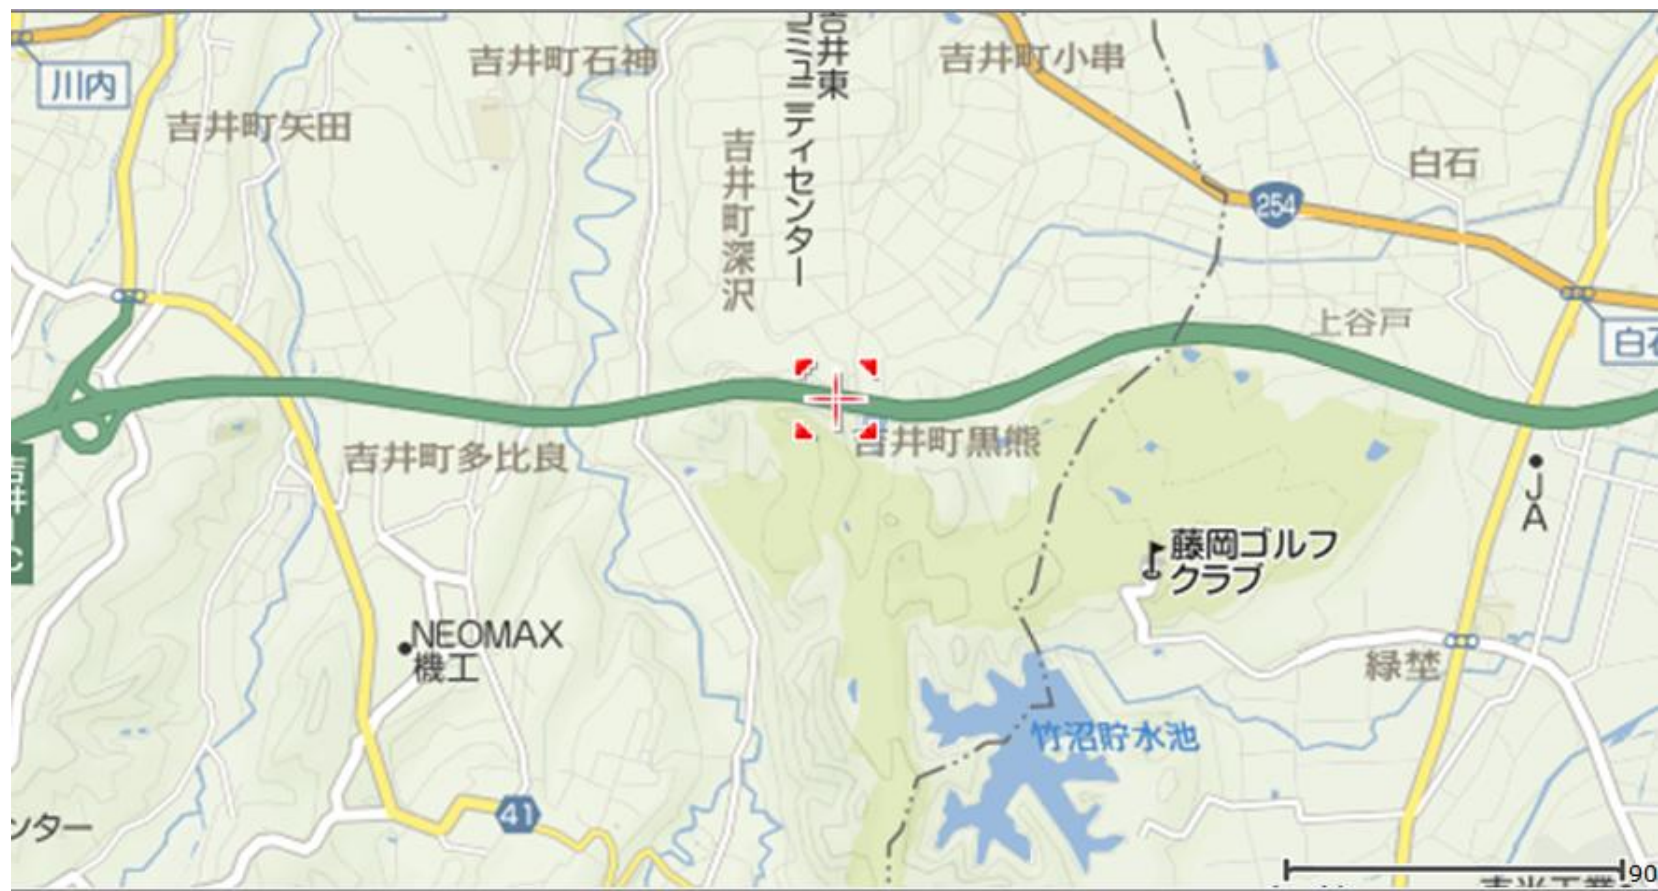 川内
吉井町石神
吉井東
コミュニティセンター
吉井町小串
吉井町矢田
吉井町深沢
白石
254
上谷戸
吉井町多比良
吉井町黒熊
吉井IC
JA
藤岡ゴルフ
クラブ
NEOMAX
機工
緑埜
竹沼貯水池
41
ンター
90